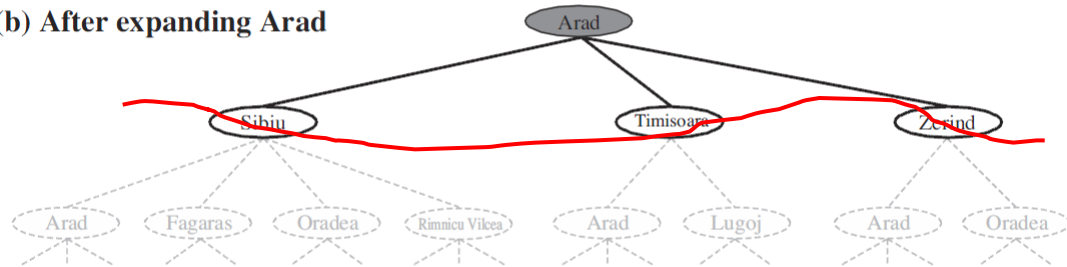 (b) After expanding Arad
Arad
Sibiu Timisoara Zerind
Arad Fagaras Oradea Rimnicu Vilcea Arad Lugoj Arad Oradea